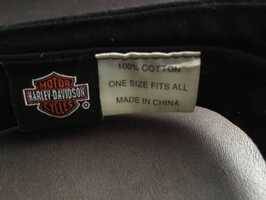 MOTOR
HARLEY-DAVIDSON
CYCLES
®
100% COTTON
ONE SIZE FITS ALL
MADE IN CHINA